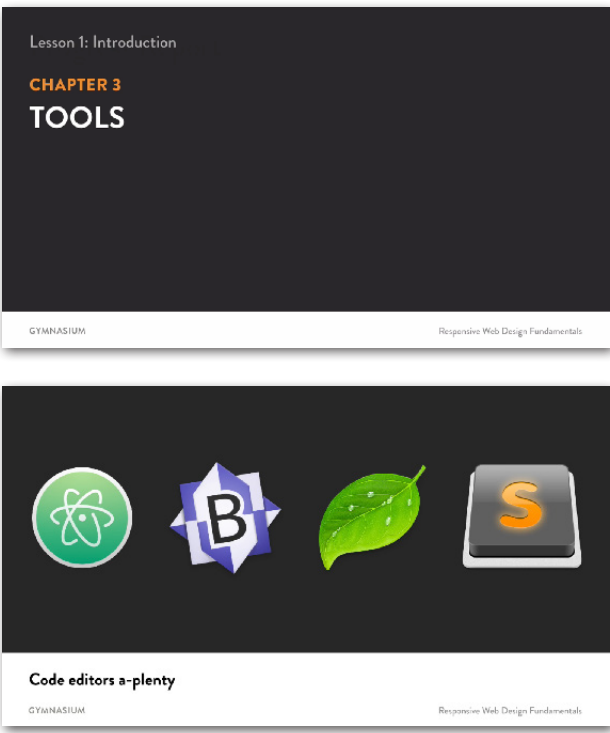 Lesson 1: Introduction
CHAPTER 3
TOOLS
GYMNASIUM
Responsive Web Design Fundamentals
B
S
Code editors a-plenty
GYMNASIUM
Responsive Web Design Fundamentals